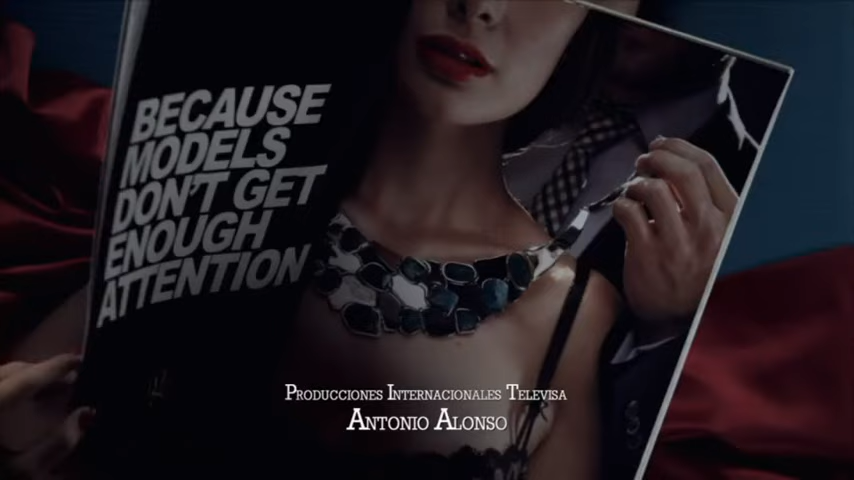 BECAUSE
MODELS
DON'T GET
ENOUGH
ATTENTION
PRODUCCIONES INTERNACIONALES TELEVISA
ANTONIO ALONSO